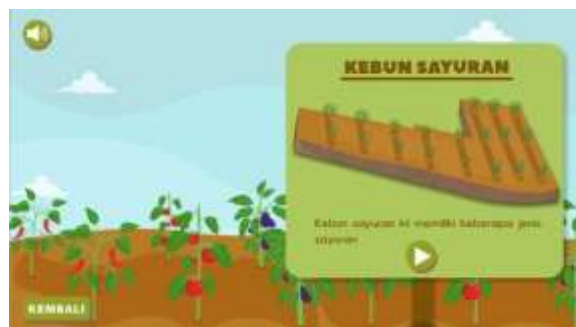 KEBUN SAYURAN
Kebun sayuran ini memiliki beberapa jenis
sayuran
KEMBALI